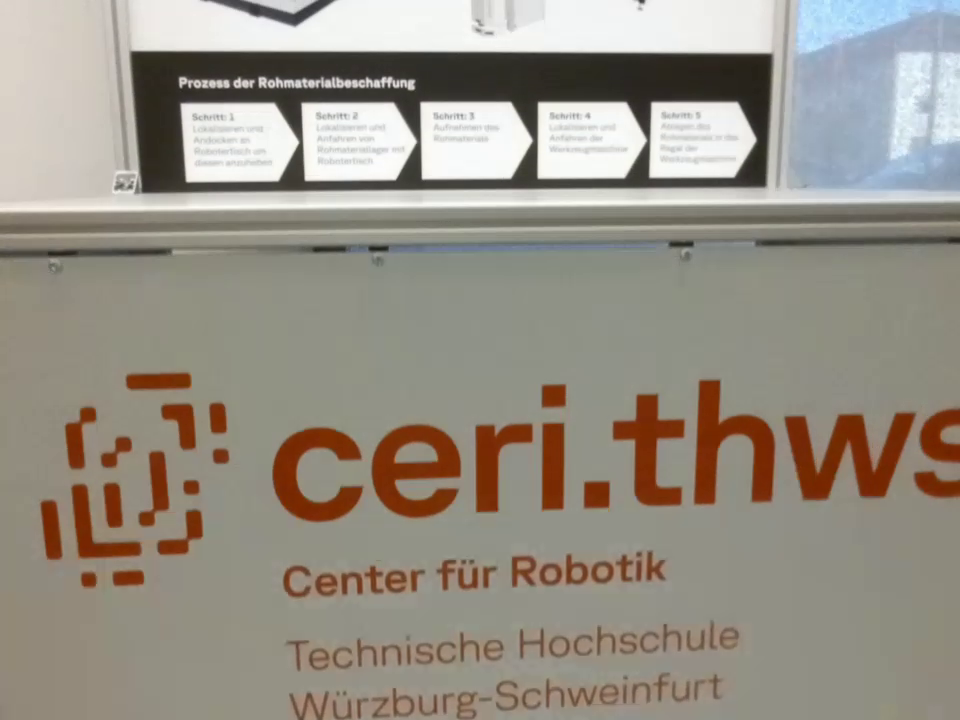 Prozess der Rohmaterialbeschaffung
Schritt: 1
Lokalisieren und
Andocken an
Robotertisch um
diesen anzuheben
Schritt: 2
Lokalisieren und
Anfahren von
Rohmateriallager mit
Robotertisch
Schritt: 3
Aufnehmen des
Rohmaterials
Schritt: 4
Lokalisieren und
Anfahren der
Werkzeugmaschine
Schritt: 5
Ablegen des
Rohmaterials in das
Regal der
Werkzeugmaschine
ceri.thws
Center für Robotik
Technische Hochschule
Würzburg-Schweinfurt